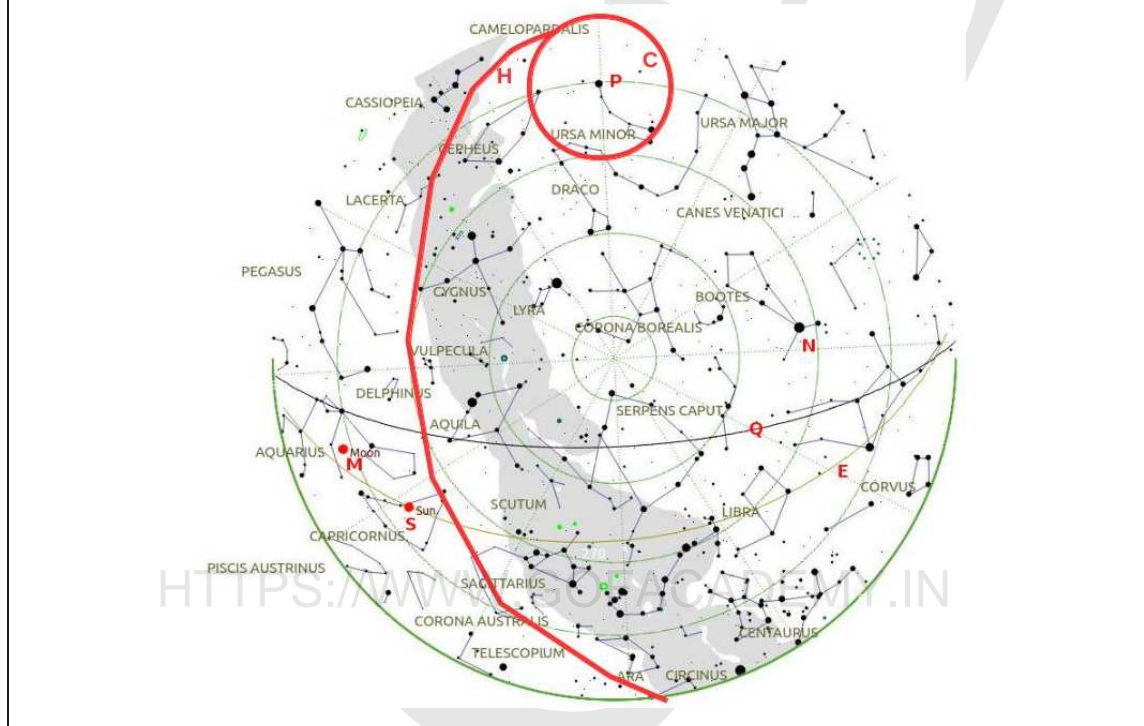 CAMELOPARDALIS
C
H
P
CASSIOPEIA
URSA MAJOR
URSA MINOR
CEPHEUS
DRACO
LACERTA
CANES VENATICI
PEGASUS
CYGNUS
BOOTES
LYRA
CORONA BOREALIS
N
VULPECULA
DELPHINUS
SERPENS CAPUT
AQUILA
Q
AQUARIUS
Moon
M
E
CORVUS
SCUTUM
LIBRA
Sun
S
CAPRICORNUS
270
PISCIS AUSTRINUS
SAGITTARIUS
HTTPS://WWW.GOFACADEMY.IN
CORONA AUSTRALIS
CENTAURUS
TELESCOPIUM
ARA
CIRCINUS